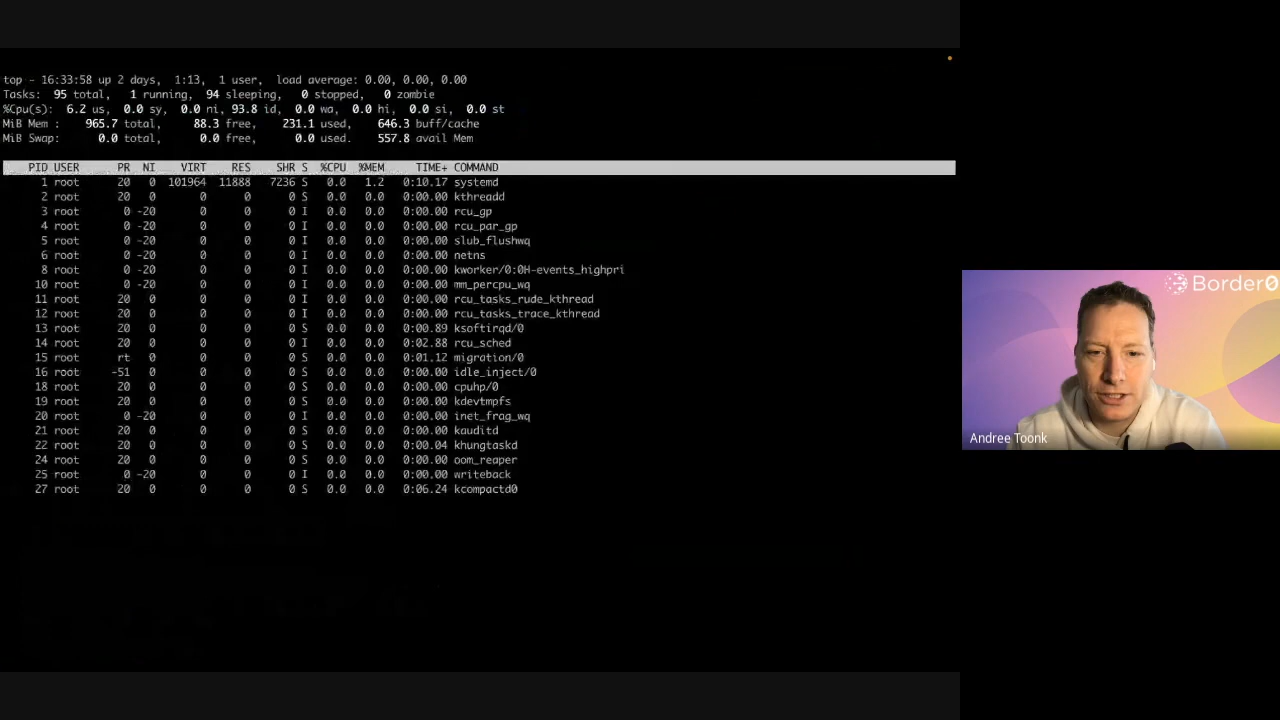 top - 16:33:58 up 2 days,  1:13,  1 user,  load average: 0.00, 0.00, 0.00
Tasks:  95 total,   1 running,  94 sleeping,   0 stopped,   0 zombie
%Cpu(s):  6.2 us,  0.0 sy,  0.0 ni, 93.8 id,  0.0 wa,  0.0 hi,  0.0 si,  0.0 st
MiB Mem :   965.7 total,    88.3 free,   231.1 used,   646.3 buff/cache
MiB Swap:     0.0 total,     0.0 free,     0.0 used.   557.8 avail Mem
PID USER PR NI VIRT RES SHR S %CPU %MEM TIME+ COMMAND
1 root 20 0 101964 11888 7236 S 0.0 1.2 0:10.17 systemd
2 root 20 0 0 0 0 S 0.0 0.0 0:00.00 kthreadd
3 root 0 -20 0 0 0 I 0.0 0.0 0:00.00 rcu_gp
4 root 0 -20 0 0 0 I 0.0 0.0 0:00.00 rcu_par_gp
5 root 0 -20 0 0 0 I 0.0 0.0 0:00.00 slub_flushwq
6 root 0 -20 0 0 0 I 0.0 0.0 0:00.00 netns
8 root 0 -20 0 0 0 I 0.0 0.0 0:00.00 kworker/0:0H-events_highpri
10 root 0 -20 0 0 0 I 0.0 0.0 0:00.00 mm_percpu_wq
11 root 20 0 0 0 0 I 0.0 0.0 0:00.00 rcu_tasks_rude_kthread
12 root 20 0 0 0 0 I 0.0 0.0 0:00.00 rcu_tasks_trace_kthread
13 root 20 0 0 0 0 S 0.0 0.0 0:00.89 ksoftirqd/0
14 root 20 0 0 0 0 I 0.0 0.0 0:02.88 rcu_sched
15 root rt 0 0 0 0 S 0.0 0.0 0:01.12 migration/0
16 root -51 0 0 0 0 S 0.0 0.0 0:00.00 idle_inject/0
18 root 20 0 0 0 0 S 0.0 0.0 0:00.00 cpuhp/0
19 root 20 0 0 0 0 S 0.0 0.0 0:00.00 kdevtmpfs
20 root 0 -20 0 0 0 I 0.0 0.0 0:00.00 inet_frag_wq
21 root 20 0 0 0 0 S 0.0 0.0 0:00.00 kauditd
22 root 20 0 0 0 0 S 0.0 0.0 0:00.04 khungtaskd
24 root 20 0 0 0 0 S 0.0 0.0 0:00.00 oom_reaper
25 root 0 -20 0 0 0 I 0.0 0.0 0:00.00 writeback
27 root 20 0 0 0 0 S 0.0 0.0 0:06.24 kcompactd0
Border0
Andree Toonk